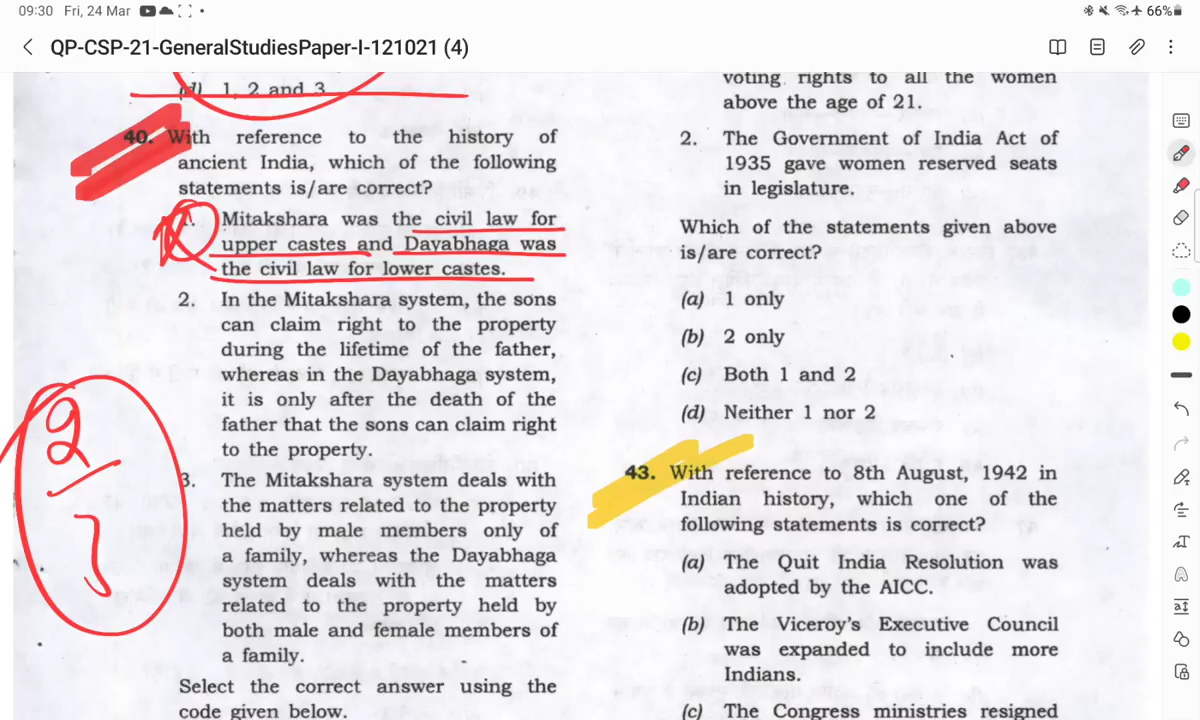 09:30 Fri, 24 Mar
66%
QP-CSP-21-GeneralStudiesPaper-I-121021 (4)
(d) 1, 2 and 3
40. With reference to the history of
ancient India, which of the following
statements is/are correct?
Mitakshara was the civil law for
upper castes and Dayabhaga was
the civil law for lower castes.
2. In the Mitakshara system, the sons
can claim right to the property
during the lifetime of the father,
whereas in the Dayabhaga system,
it is only after the death of the
father that the sons can claim right
to the property.
3. The Mitakshara system deals with
the matters related to the property
held by male members only of
a family, whereas the Dayabhaga
system deals with the matters
related to the property held by
both male and female members of
a family.
Select the correct answer using the
code given below.
2
voting rights to all the women
above the age of 21.
2. The Government of India Act of
1935 gave women reserved seats
in legislature.
Which of the statements given above
is/are correct?
(a) 1 only
(b) 2 only
(c) Both 1 and 2
(d) Neither 1 nor 2
43. With reference to 8th August, 1942 in
Indian history, which one of the
following statements is correct?
(a) The Quit India Resolution was
adopted by the AICC.
(b) The Viceroy's Executive Council
was expanded to include more
Indians.
(c) The Congress ministries resigned